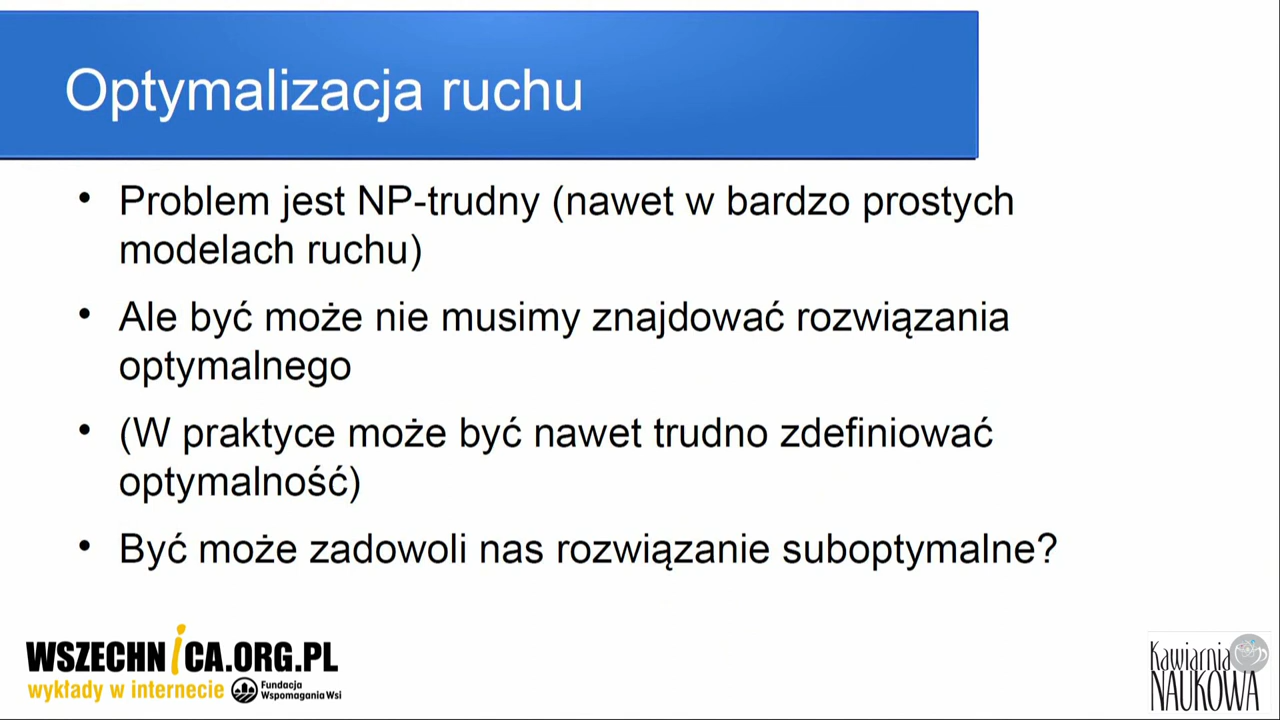 Optymalizacja ruchu
• Problem jest NP-trudny (nawet w bardzo prostych
modelach ruchu)
• Ale być może nie musimy znajdować rozwiązania
optymalnego
• (W praktyce może być nawet trudno zdefiniować
optymalność)
• Być może zadowoli nas rozwiązanie suboptymalne?
WSZECHNiCA.ORG.PL
wykłady w internecie
Fundacja
Wspomagania Wsi
Kawiarnia
NAUKOWA